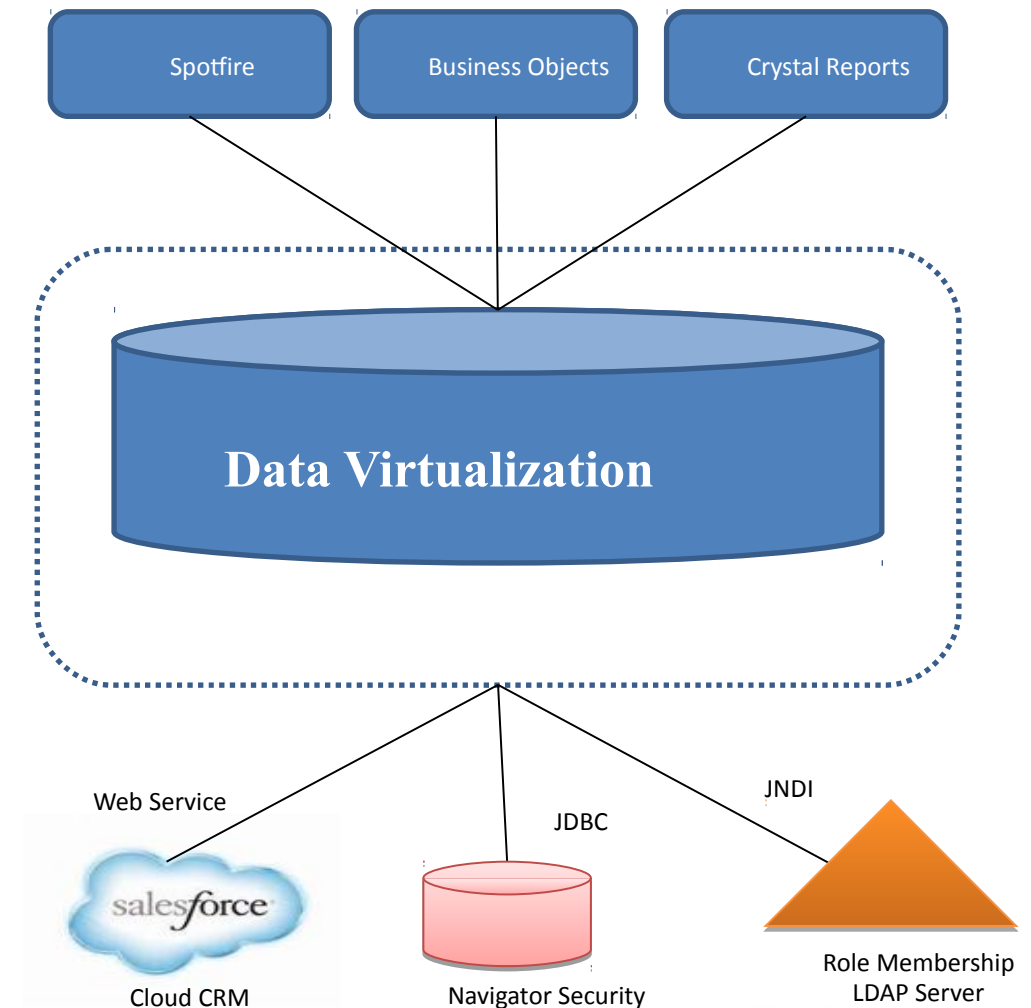 Spotfire
Business Objects
Crystal Reports
Data Virtualization
Web Service
JDBC
JNDI
salesforce
Cloud CRM
Navigator Security
Role Membership
LDAP Server